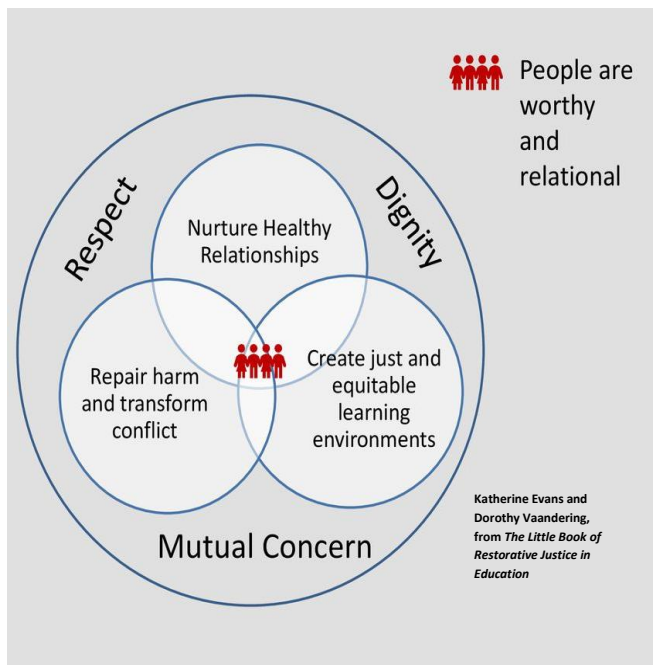 People are
worthy
and
relational
Respect
Dignity
Nurture Healthy
Relationships
Repair harm
and transform
conflict
Create just and
equitable
learning
environments
Mutual Concern
Katherine Evans and
Dorothy Vaandering,
from The Little Book of
Restorative Justice in
Education